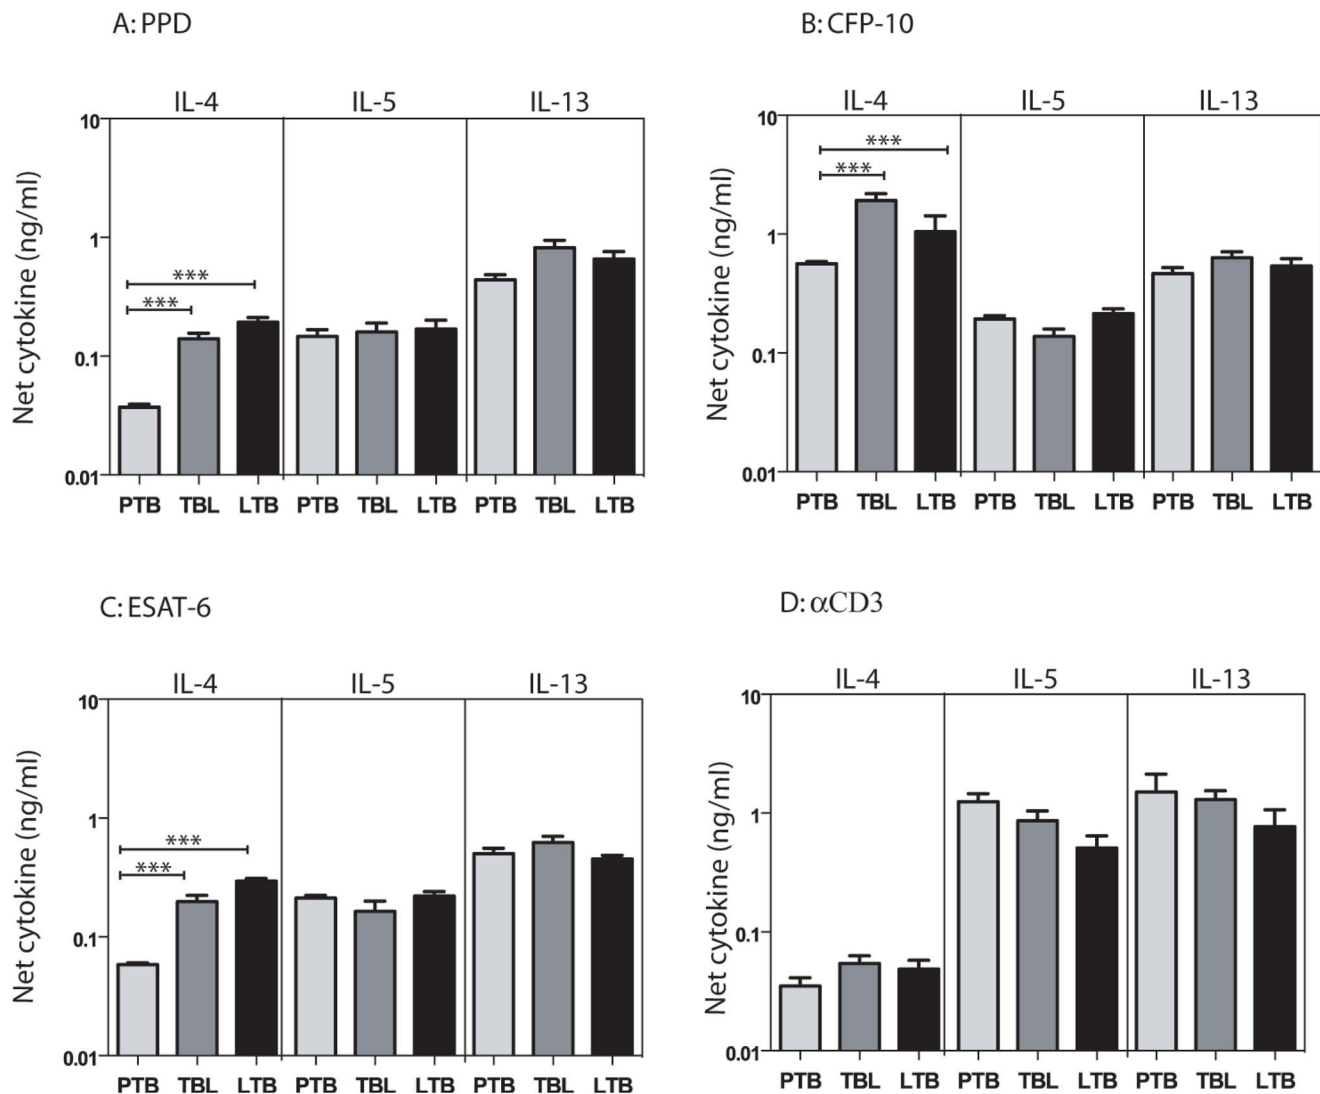 A: PPD
B: CFP-10
IL-4 IL-5 IL-13
10
1
0.1
0.01
Net cytokine (ng/ml)
***
***
PTB TBL LTB PTB TBL LTB PTB TBL LTB
IL-4 IL-5 IL-13
10
1
0.1
0.01
Net cytokine (ng/ml)
***
***
PTB TBL LTB PTB TBL LTB PTB TBL LTB
C: ESAT-6
D: αCD3
IL-4 IL-5 IL-13
10
1
0.1
0.01
Net cytokine (ng/ml)
***
***
PTB TBL LTB PTB TBL LTB PTB TBL LTB
IL-4 IL-5 IL-13
10
1
0.1
0.01
Net cytokine (ng/ml)
PTB TBL LTB PTB TBL LTB PTB TBL LTB